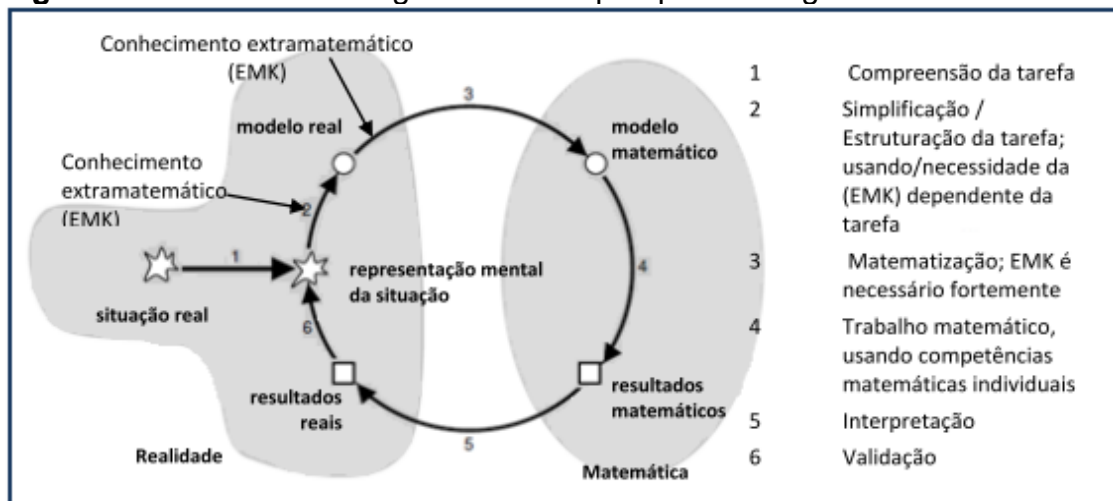 Conhecimento extramatemático
(EMK)
3
modelo real
modelo
matemático
Conhecimento
extramatemático
(EMK)
2
1
representação mental
da situação
4
situação real
6
resultados
reais
resultados
matemáticos
5
Realidade
Matemática
1 Compreensão da tarefa
2 Simplificação /
Estruturação da tarefa;
usando/necessidade da
(EMK) dependente da
tarefa
3 Matematização; EMK é
necessário fortemente
4 Trabalho matemático,
usando competências
matemáticas individuais
5 Interpretação
6 Validação